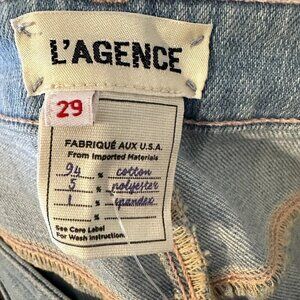 L'AGENCE
29
FABRIQUÉ AUX U.S.A.
From Imported Materials
94 % cotton
5 % polyester
1 % spandex
%
See Care Label
For Wash Instruction.